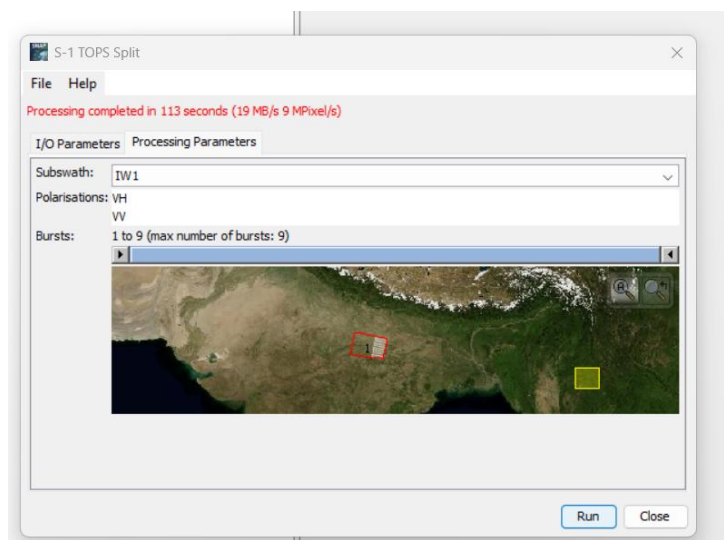 S-1 TOPS Split
File Help
Processing completed in 113 seconds (19 MB/s 9 MPixel/s)
I/O Parameters Processing Parameters
Subswath: IW1
Polarisations: VH
VV
Bursts: 1 to 9 (max number of bursts: 9)
1
Run Close